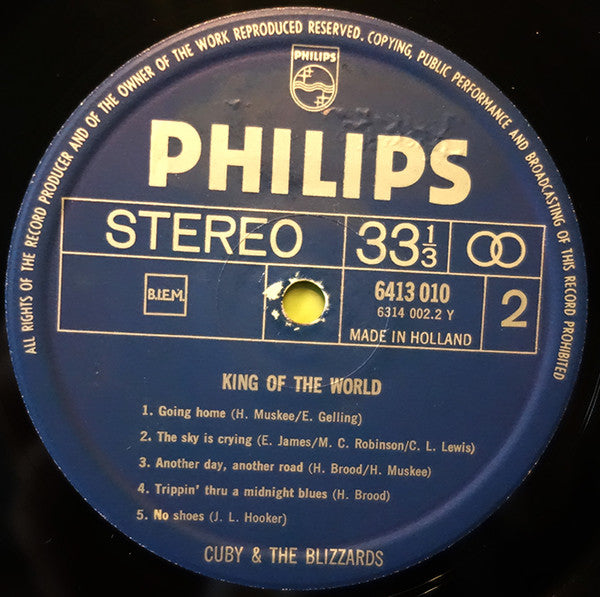 ALL RIGHTS OF THE RECORD PRODUCER AND OF THE OWNER OF THE WORK REPRODUCED RESERVED. COPYING, PUBLIC PERFORMANCE AND BROADCASTING OF THIS RECORD PROHIBITED
PHILIPS
PHILIPS
STEREO 33 1/3
B.I.E.M. 6413 010 2
6314 002.2 Y
MADE IN HOLLAND
KING OF THE WORLD
1. Going home (H. Muskee/E. Gelling)
2. The sky is crying (E. James/M. C. Robinson/C. L. Lewis)
3. Another day, another road (H. Brood/H. Muskee)
4. Trippin' thru a midnight blues (H. Brood)
5. No shoes (J. L. Hooker)
CUBY & THE BLIZZARDS